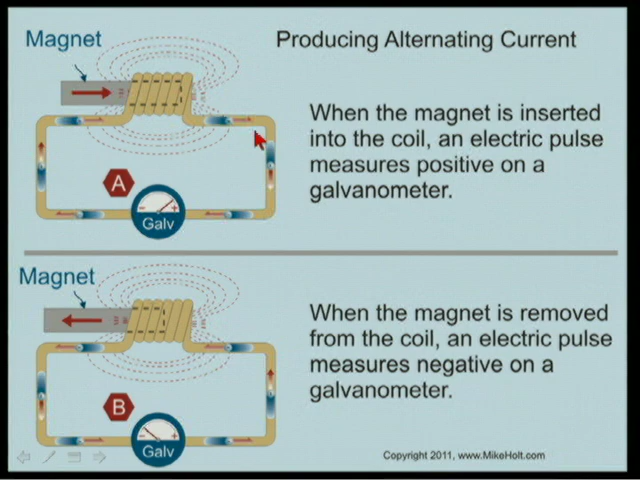 Magnet
Producing Alternating Current
When the magnet is inserted
into the coil, an electric pulse
measures positive on a
galvanometer.
A
- +
Galv
Magnet
When the magnet is removed
from the coil, an electric pulse
measures negative on a
galvanometer.
B
- +
Galv
Copyright 2011, www.MikeHolt.com